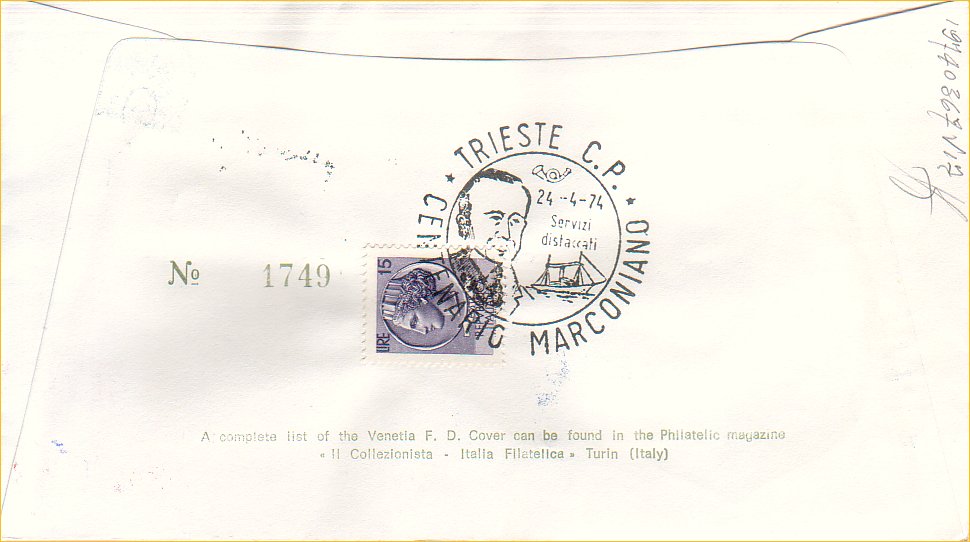 TRIESTE C.P.
24-4-74
Servizi
distaccati
CENTENARIO MARCONIANO
No 1749
LIRE 15
A complete list of the Venetia F. D. Cover can be found in the Philatelic magazine
« Il Collezionista - Italia Filatelica » Turin (Italy)